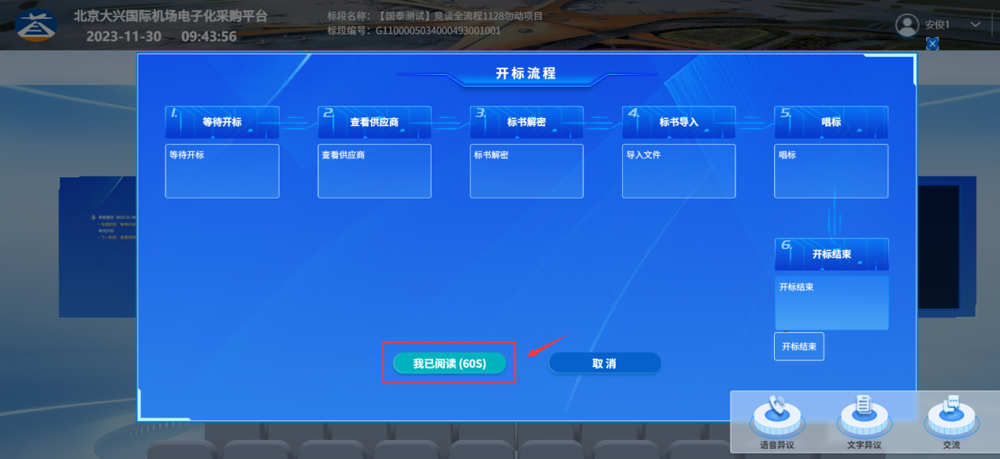 北京大兴国际机场电子化采购平台
2023-11-30 09:43:56
标段名称：【国泰测试】竞谈全流程1128勿动项目
标段编号：G1100005034000493001001
安俊1
开标流程
1. 等待开标
2. 查看供应商
3. 标书解密
4. 标书导入
5. 唱标
等待开标
查看供应商
标书解密
导入文件
唱标
6. 开标结束
开标结束
开标结束
我已阅读 (60S)
取 消
语音异议
文字异议
交流